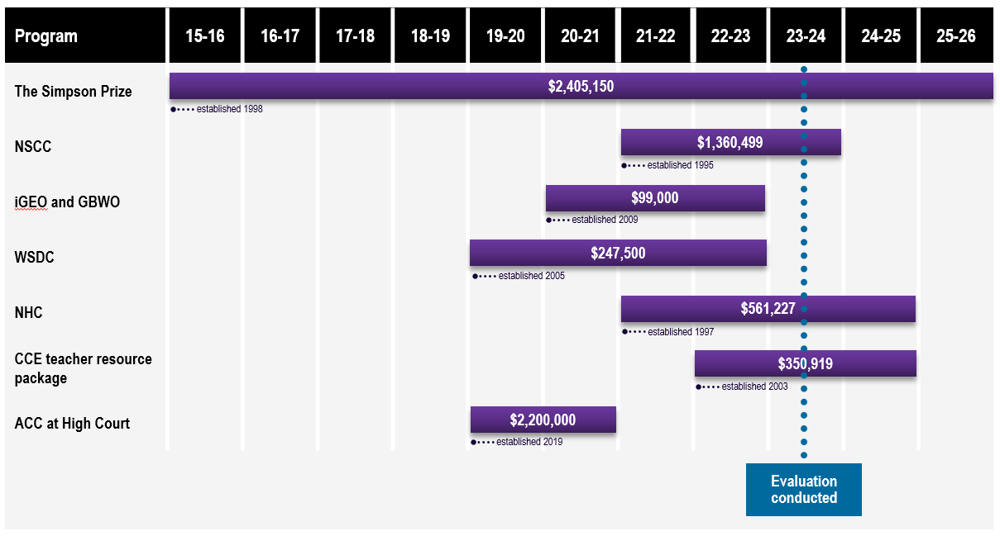 Program 15-16 16-17 17-18 18-19 19-20 20-21 21-22 22-23 23-24 24-25 25-26
The Simpson Prize $2,405,150
established 1998
NSCC $1,360,499
established 1995
iGEO and GBWO $99,000
established 2009
WSDC $247,500
established 2005
NHC $561,227
established 1997
CCE teacher resource
package
$350,919
established 2003
ACC at High Court $2,200,000
established 2019
Evaluation
conducted